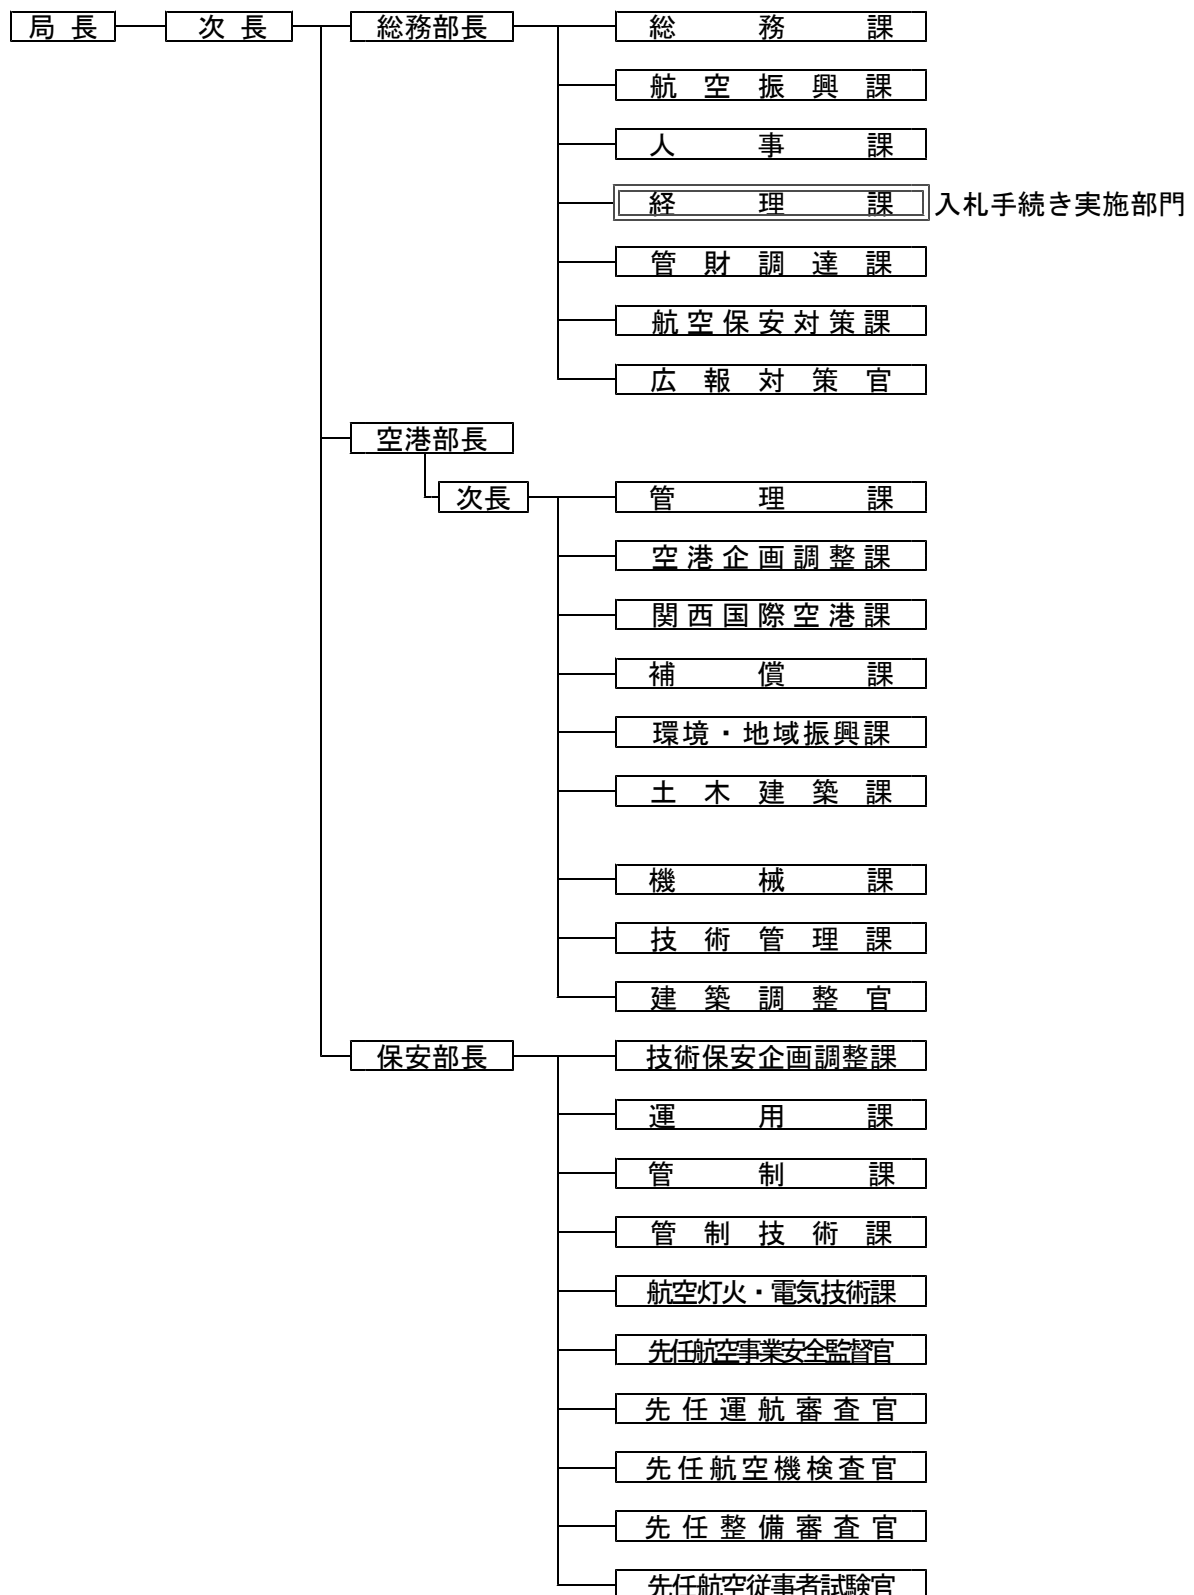 局長 次長 総務部長 総務課
航空振興課
人事課
経理課 入札手続き実施部門
管財調達課
航空保安対策課
広報対策官
空港部長
次長 管理課
空港企画調整課
関西国際空港課
補償課
環境・地域振興課
土木建築課
機械課
技術管理課
建築調整官
保安部長 技術保安企画調整課
運用課
管制課
管制技術課
航空灯火・電気技術課
先任航空事業安全監督官
先任運航審査官
先任航空機検査官
先任整備審査官
先任航空従事者試験官